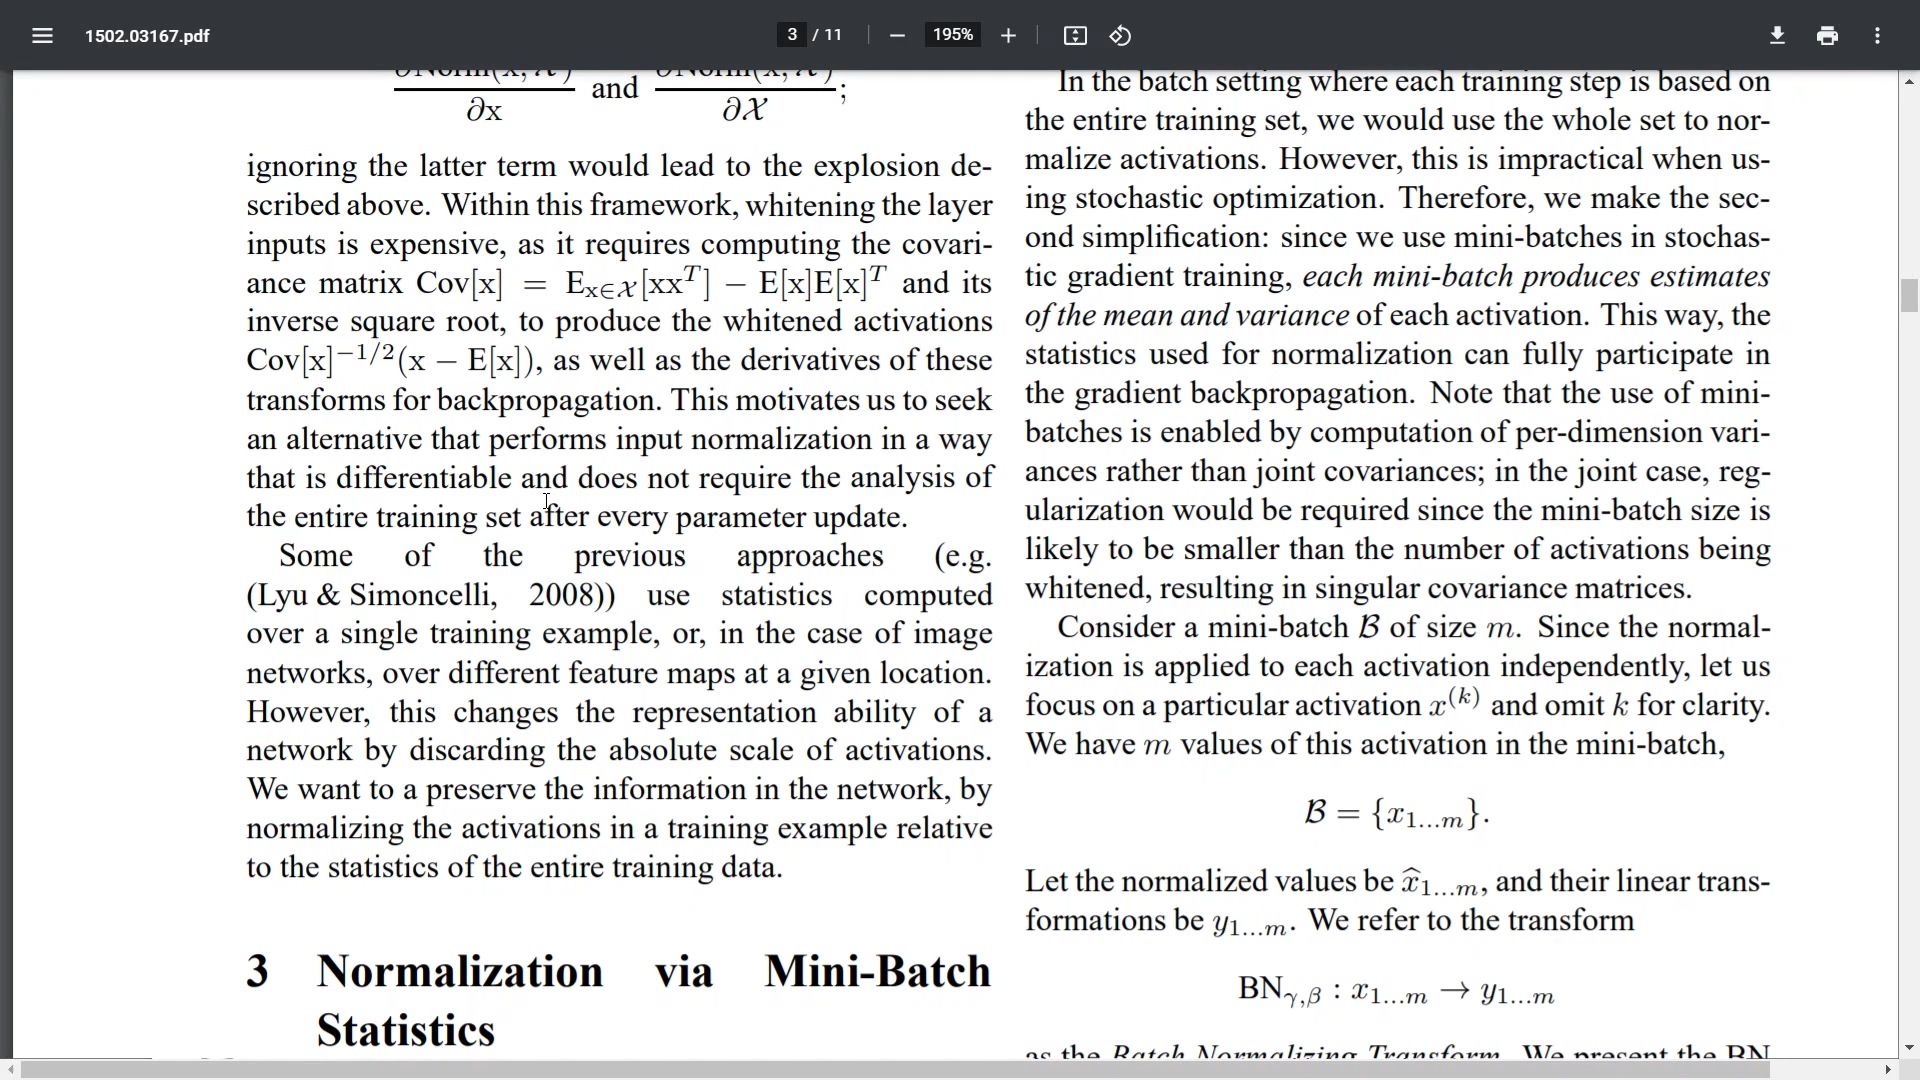 1502.03167.pdf
3 / 11
195%
∂Norm(x, 𝒳) / ∂x and ∂Norm(x, 𝒳) / ∂𝒳 ;
ignoring the latter term would lead to the explosion de-
scribed above. Within this framework, whitening the layer
inputs is expensive, as it requires computing the covari-
ance matrix Cov[x] = E_{x∈𝒳}[xx^T] − E[x]E[x]^T and its
inverse square root, to produce the whitened activations
Cov[x]^{−1/2}(x − E[x]), as well as the derivatives of these
transforms for backpropagation. This motivates us to seek
an alternative that performs input normalization in a way
that is differentiable and does not require the analysis of
the entire training set after every parameter update.
Some of the previous approaches (e.g.
(Lyu & Simoncelli, 2008)) use statistics computed
over a single training example, or, in the case of image
networks, over different feature maps at a given location.
However, this changes the representation ability of a
network by discarding the absolute scale of activations.
We want to a preserve the information in the network, by
normalizing the activations in a training example relative
to the statistics of the entire training data.
3 Normalization via Mini-Batch
Statistics
In the batch setting where each training step is based on
the entire training set, we would use the whole set to nor-
malize activations. However, this is impractical when us-
ing stochastic optimization. Therefore, we make the sec-
ond simplification: since we use mini-batches in stochas-
tic gradient training, each mini-batch produces estimates
of the mean and variance of each activation. This way, the
statistics used for normalization can fully participate in
the gradient backpropagation. Note that the use of mini-
batches is enabled by computation of per-dimension vari-
ances rather than joint covariances; in the joint case, reg-
ularization would be required since the mini-batch size is
likely to be smaller than the number of activations being
whitened, resulting in singular covariance matrices.
Consider a mini-batch ℬ of size m. Since the normal-
ization is applied to each activation independently, let us
focus on a particular activation x^{(k)} and omit k for clarity.
We have m values of this activation in the mini-batch,
ℬ = {x_{1...m}}.
Let the normalized values be x̂_{1...m}, and their linear trans-
formations be y_{1...m}. We refer to the transform
BN_{γ,β} : x_{1...m} → y_{1...m}
as the Batch Normalizing Transform. We present the BN